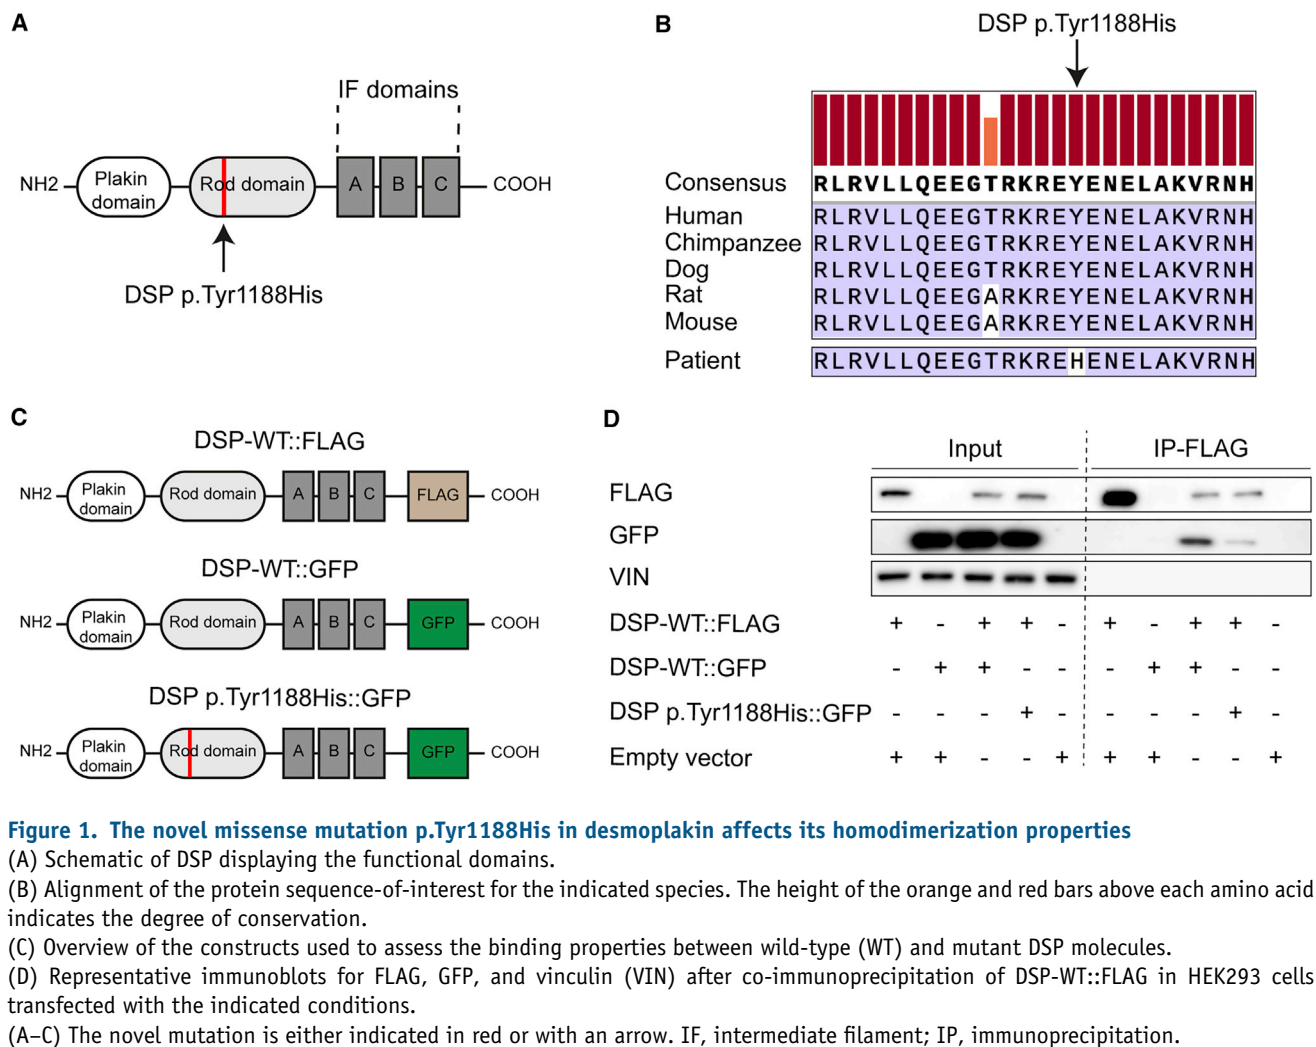 A
IF domains
NH2
Plakin domain
Rod domain
A
B
C
COOH
DSP p.Tyr1188His
B
DSP p.Tyr1188His
Consensus RLRVLLQEEGTRKREYENELAKVRNH
Human RLRVLLQEEGTRKREYENELAKVRNH
Chimpanzee RLRVLLQEEGTRKREYENELAKVRNH
Dog RLRVLLQEEGTRKREYENELAKVRNH
Rat RLRVLLQEEGARKREYENELAKVRNH
Mouse RLRVLLQEEGARKREYENELAKVRNH
Patient RLRVLLQEEGTRKREHENELAKVRNH
C
DSP-WT::FLAG
NH2 Plakin domain Rod domain A B C FLAG COOH
DSP-WT::GFP
NH2 Plakin domain Rod domain A B C GFP COOH
DSP p.Tyr1188His::GFP
NH2 Plakin domain Rod domain A B C GFP COOH
D
Input IP-FLAG
FLAG
GFP
VIN
DSP-WT::FLAG + - + + - + - + + -
DSP-WT::GFP - + + - - - + + - -
DSP p.Tyr1188His::GFP - - - + - - - - + -
Empty vector + + - - + + + - - +
Figure 1. The novel missense mutation p.Tyr1188His in desmoplakin affects its homodimerization properties
(A) Schematic of DSP displaying the functional domains.
(B) Alignment of the protein sequence-of-interest for the indicated species. The height of the orange and red bars above each amino acid
indicates the degree of conservation.
(C) Overview of the constructs used to assess the binding properties between wild-type (WT) and mutant DSP molecules.
(D) Representative immunoblots for FLAG, GFP, and vinculin (VIN) after co-immunoprecipitation of DSP-WT::FLAG in HEK293 cells
transfected with the indicated conditions.
(A–C) The novel mutation is either indicated in red or with an arrow. IF, intermediate filament; IP, immunoprecipitation.